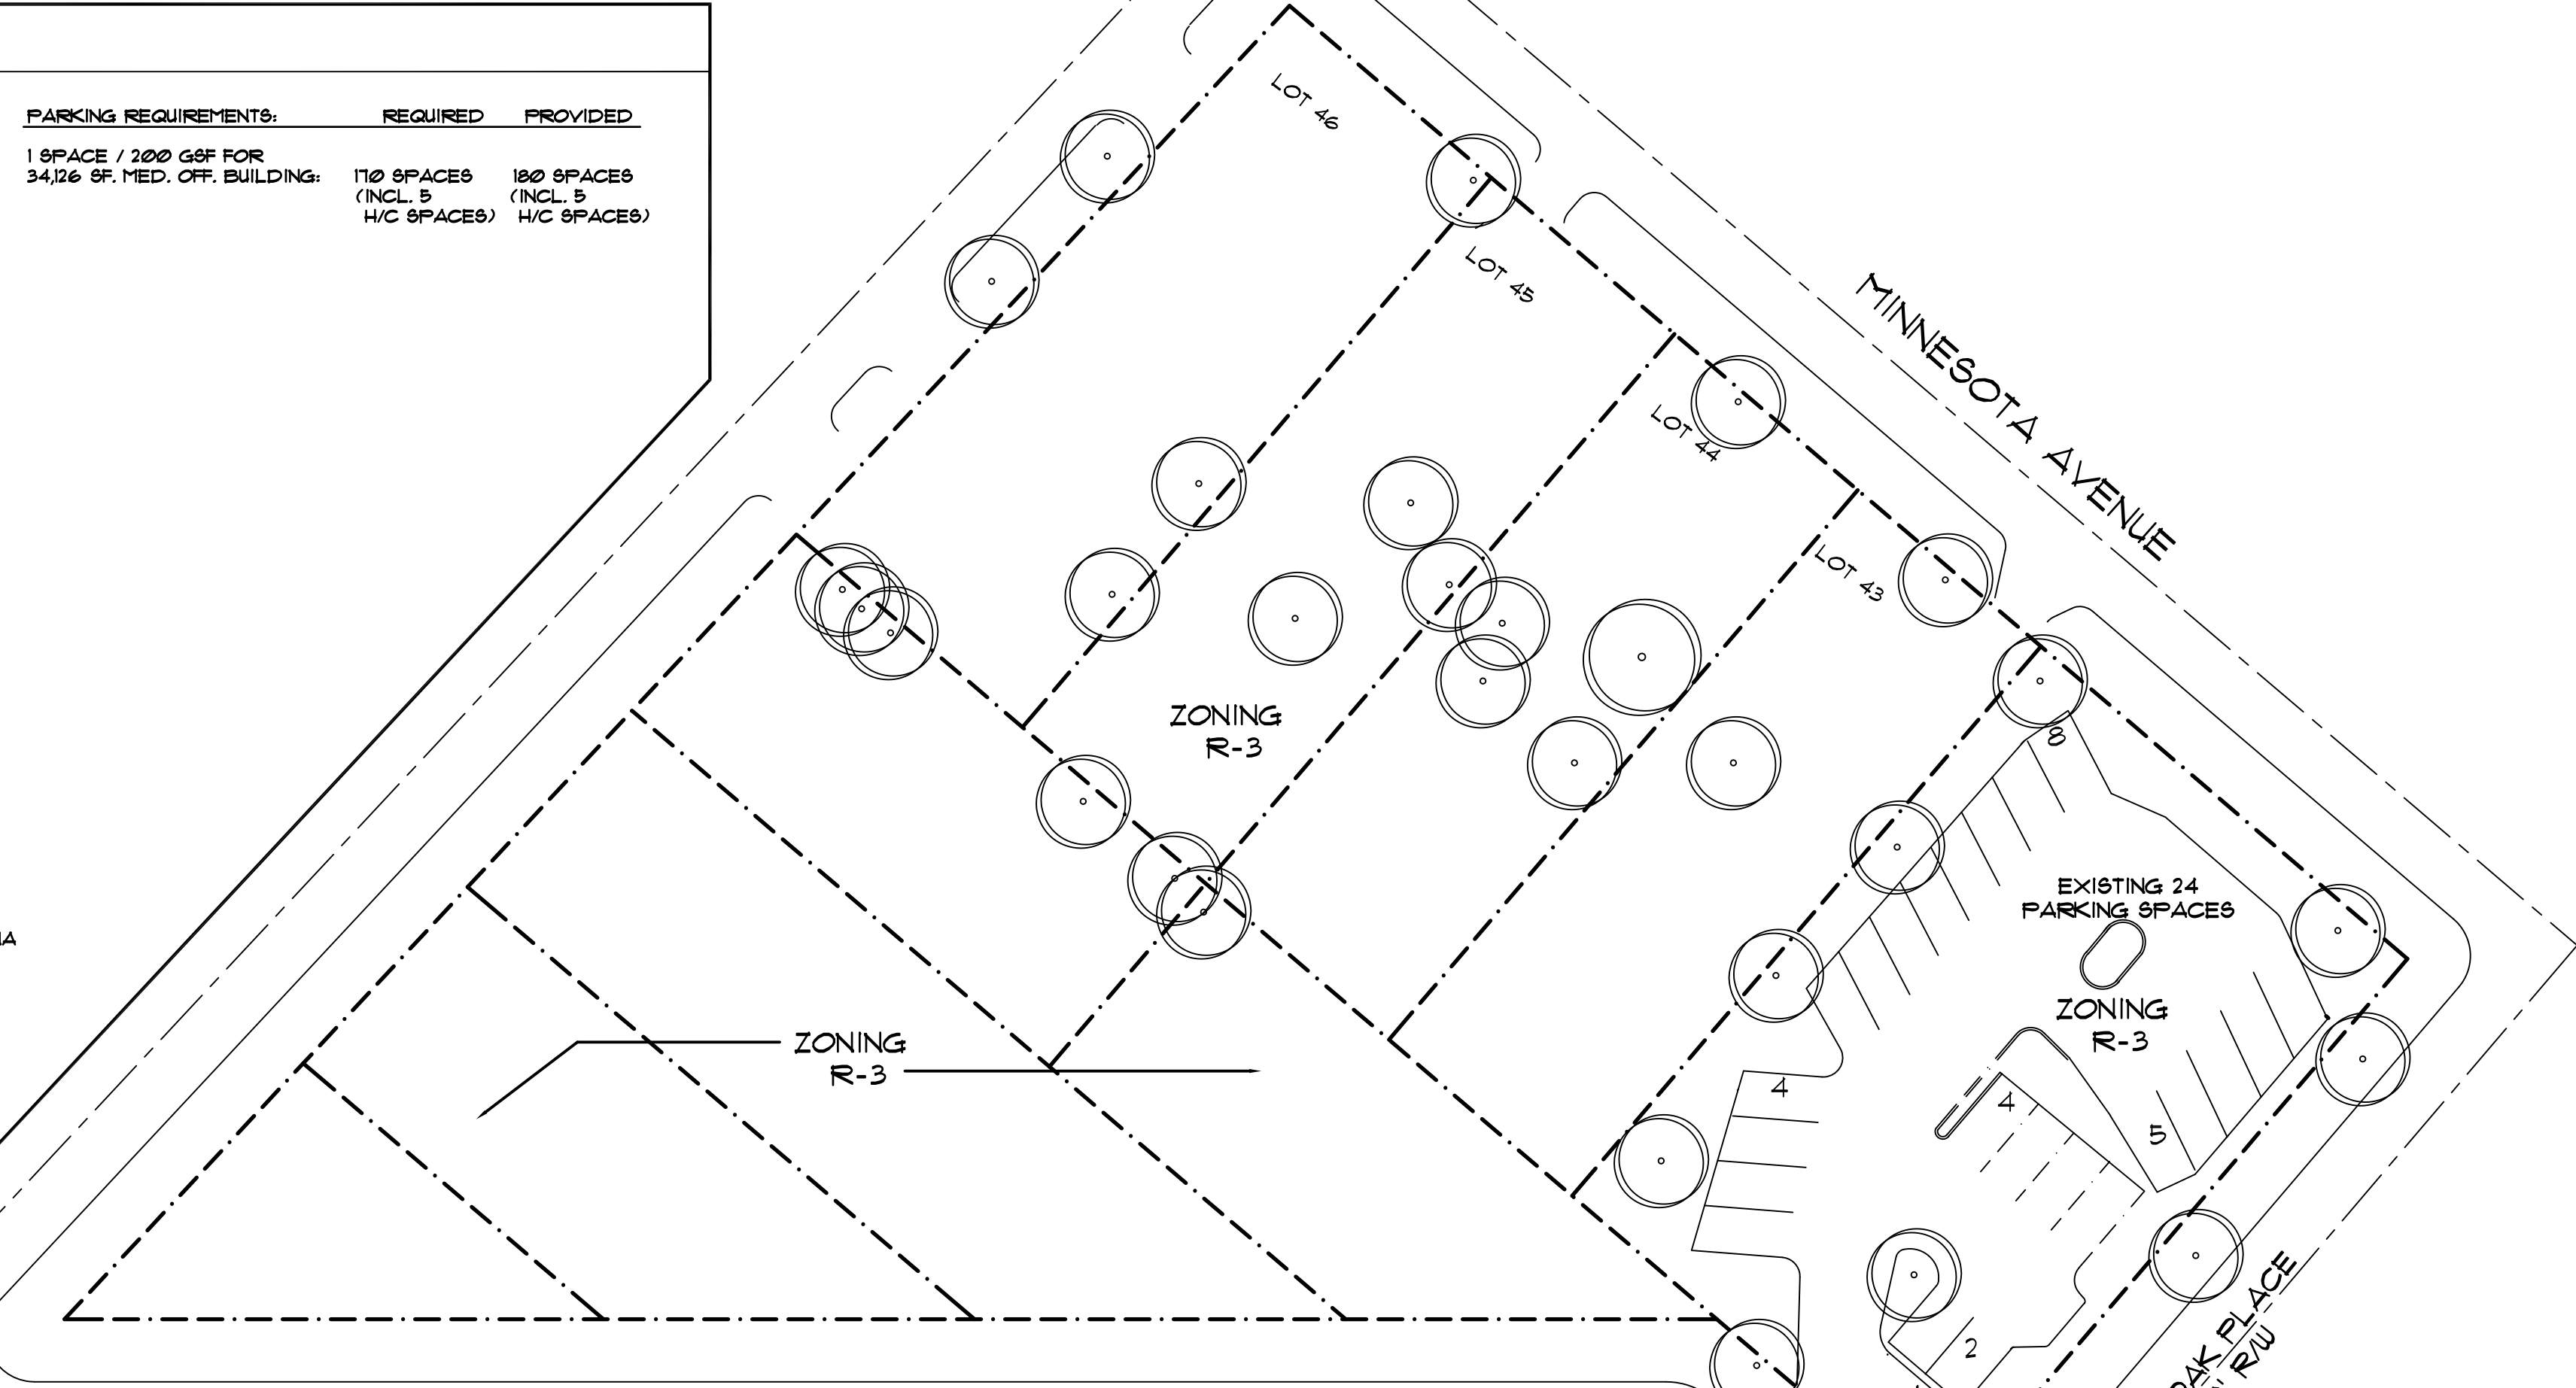 PARKING REQUIREMENTS: REQUIRED PROVIDED
1 SPACE / 200 GSF FOR
34,126 SF. MED. OFF. BUILDING: 170 SPACES 180 SPACES
(INCL. 5 (INCL. 5
H/C SPACES) H/C SPACES)
LOT 46
LOT 45
LOT 44
LOT 43
MINNESOTA AVENUE
ZONING
R-3
8
EXISTING 24
PARKING SPACES
ZONING
R-3
ZONING
R-3
4
4
5
2
PLACE
R/W